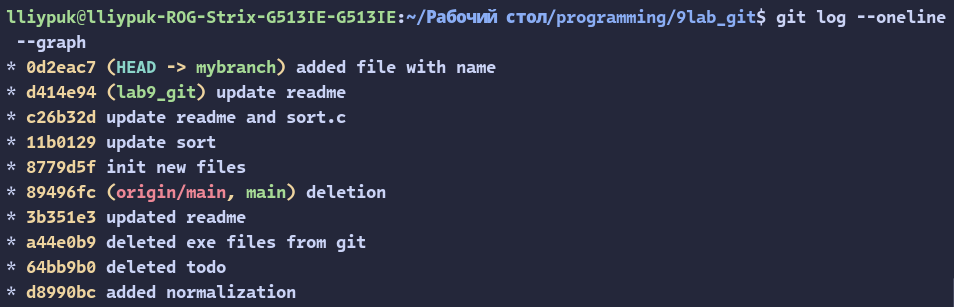 lliypuk@lliypuk-ROG-Strix-G513IE-G513IE:~/Рабочий стол/programming/9lab_git$ git log --oneline
--graph
* 0d2eac7 (HEAD -> mybranch) added file with name
* d414e94 (lab9_git) update readme
* c26b32d update readme and sort.c
* 11b0129 update sort
* 8779d5f init new files
* 89496fc (origin/main, main) deletion
* 3b351e3 updated readme
* a44e0b9 deleted exe files from git
* 64bb9b0 deleted todo
* d8990bc added normalization